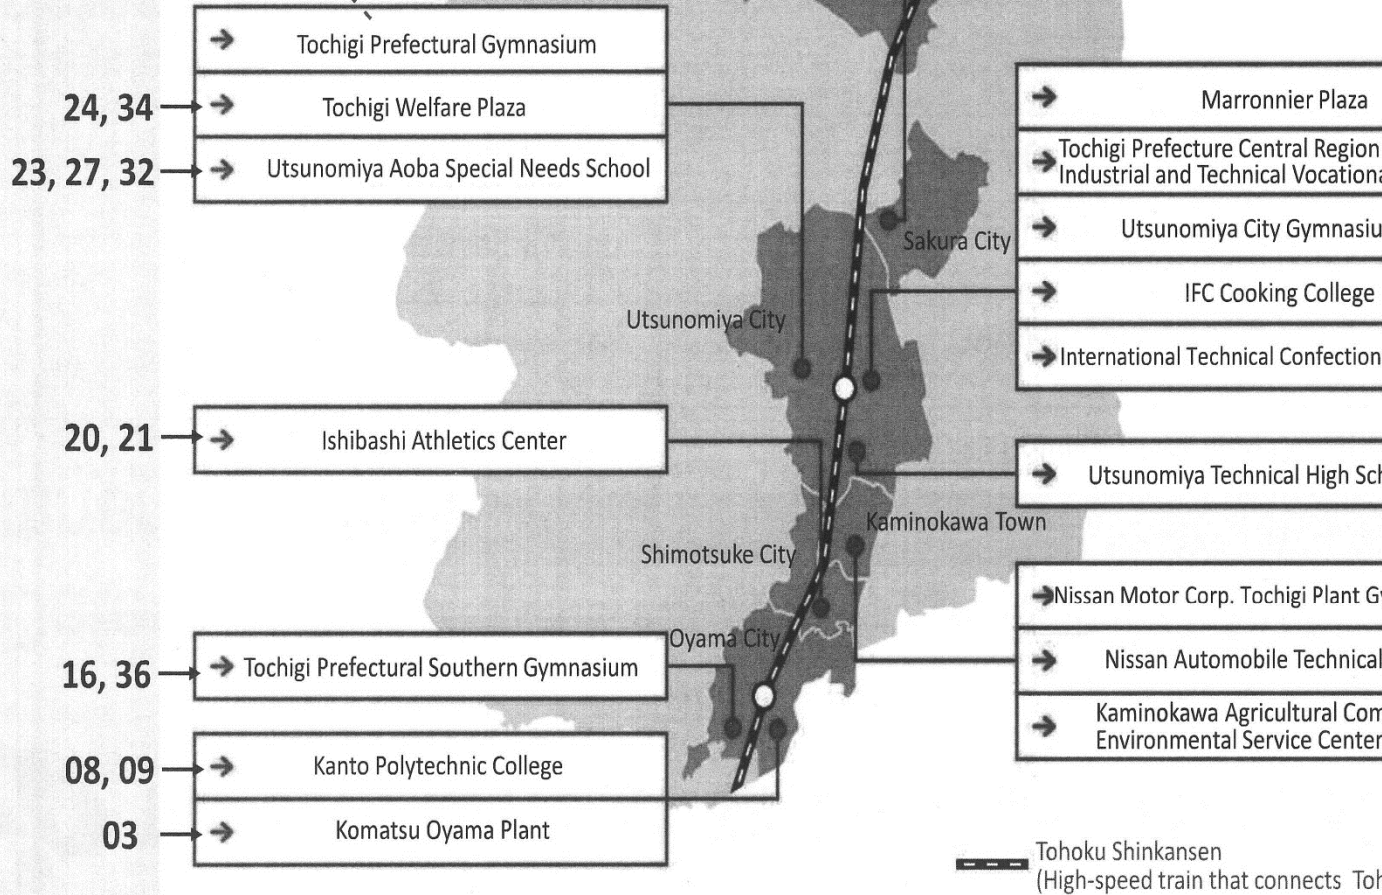 Tochigi Prefectural Gymnasium
24, 34
Tochigi Welfare Plaza
23, 27, 32
Utsunomiya Aoba Special Needs School
Marronnier Plaza
Tochigi Prefecture Central Region
Industrial and Technical Vocationa
Utsunomiya City Gymnasiu
IFC Cooking College
International Technical Confection
Sakura City
Utsunomiya City
20, 21
Ishibashi Athletics Center
Utsunomiya Technical High Sch
Kaminokawa Town
Shimotsuke City
Nissan Motor Corp. Tochigi Plant Gy
Nissan Automobile Technical
Kaminokawa Agricultural Com
Environmental Service Center
Oyama City
16, 36
Tochigi Prefectural Southern Gymnasium
08, 09
Kanto Polytechnic College
03
Komatsu Oyama Plant
Tohoku Shinkansen
(High-speed train that connects Toh